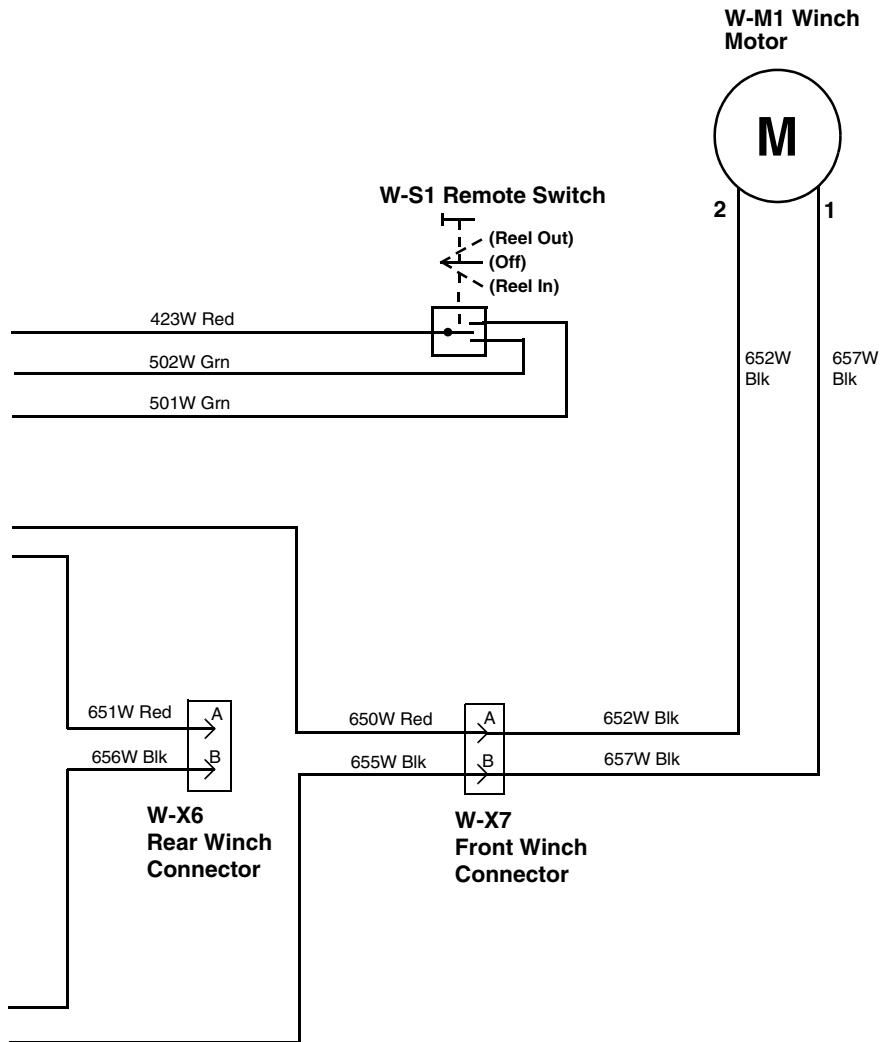 W-M1 Winch
Motor
M
W-S1 Remote Switch
2
1
(Reel Out)
(Off)
(Reel In)
423W Red
502W Grn
501W Grn
652W
Blk
657W
Blk
651W Red
A
656W Blk
B
650W Red
A
652W Blk
655W Blk
B
657W Blk
W-X6
Rear Winch
Connector
W-X7
Front Winch
Connector